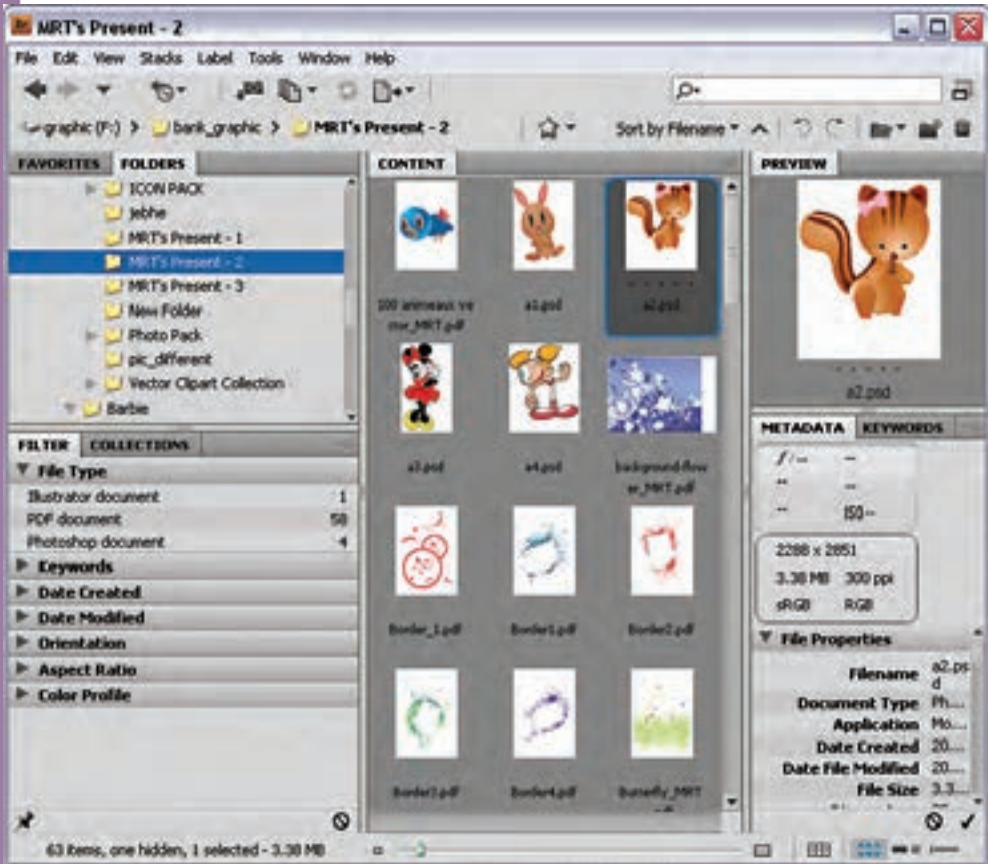 Br MRT's Present - 2
File Edit View Stacks Label Tools Window Help
graphic (F:) > bank_graphic > MRT's Present - 2
Sort by Filename
FAVORITES FOLDERS
ICON PACK
jebhe
MRT's Present - 1
MRT's Present - 2
MRT's Present - 3
New Folder
Photo Pack
pic_different
Vector Clipart Collection
Barbie
FILTER COLLECTIONS
File Type
Illustrator document 1
PDF document 58
Photoshop document 4
Keywords
Date Created
Date Modified
Orientation
Aspect Ratio
Color Profile
CONTENT
100 animeaux ve
ctor_MRT.pdf
a1.psd
a2.psd
a3.psd
a4.psd
background-flow
er_MRT.pdf
Border_1.pdf
Border1.pdf
Border2.pdf
Border3.pdf
Border4.pdf
Butterfly_MRT
PREVIEW
a2.psd
METADATA KEYWORDS
f/-- --
-- --
-- ISO--
2288 x 2851
3.38 MB 300 ppi
sRGB RGB
File Properties
Filename a2.ps
d
Document Type Ph...
Application Mo...
Date Created 20...
Date File Modified 20...
File Size 3.3...
63 items, one hidden, 1 selected - 3.38 MB